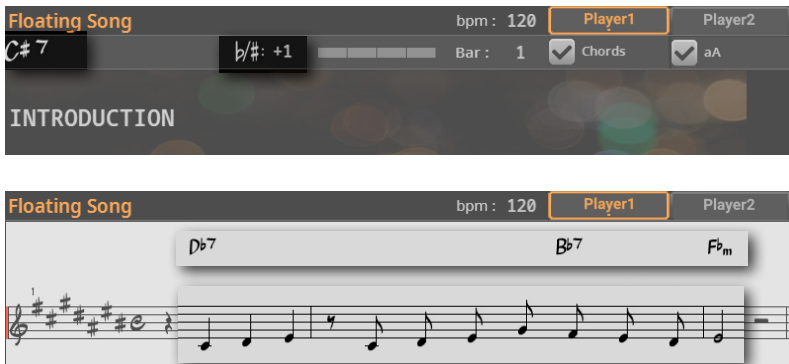 Floating Song bpm: 120 Player1 Player2
C#7 b/#: +1 Bar: 1 Chords aA
INTRODUCTION
Floating Song bpm: 120 Player1 Player2
D♭7 B♭7 F♭m
1